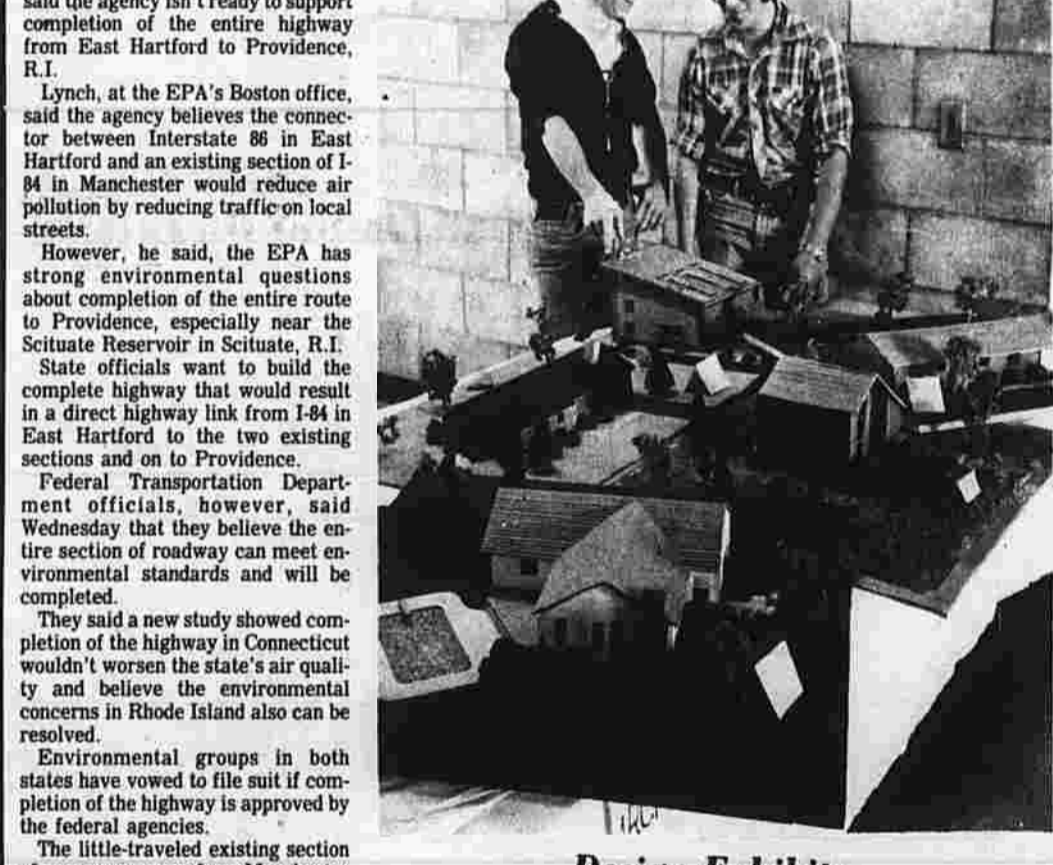 said the agency isn't ready to support
completion of the entire highway
from East Hartford to Providence,
R.I.
Lynch, at the EPA's Boston office,
said the agency believes the connec-
tor between Interstate 86 in East
Hartford and an existing section of I-
84 in Manchester would reduce air
pollution by reducing traffic on local
streets.
However, he said, the EPA has
strong environmental questions
about completion of the entire route
to Providence, especially near the
Scituate Reservoir in Scituate, R.I.
State officials want to build the
complete highway that would result
in a direct highway link from I-84 in
East Hartford to the two existing
sections and on to Providence.
Federal Transportation Depart-
ment officials, however, said
Wednesday that they believe the en-
tire section of roadway can meet en-
vironmental standards and will be
completed.
They said a new study showed com-
pletion of the highway in Connecticut
wouldn't worsen the state's air quali-
ty and believe the environmental
concerns in Rhode Island also can be
resolved.
Environmental groups in both
states have vowed to file suit if com-
pletion of the highway is approved by
the federal agencies.
The little-traveled existing section
Design Exhibit